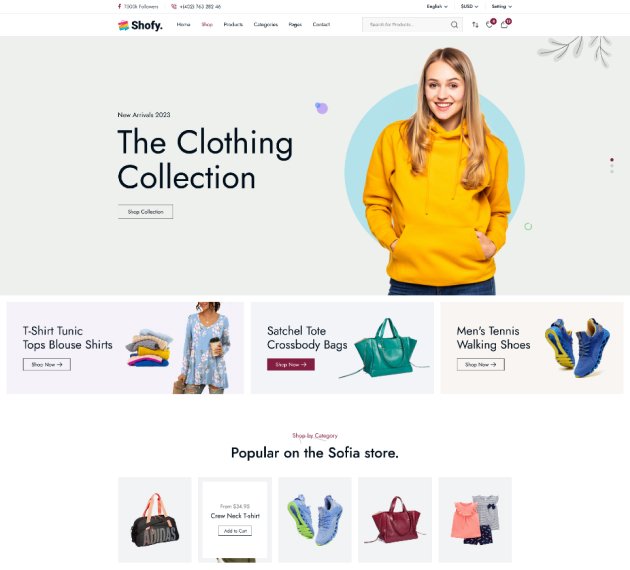 7500k Followers
+(402) 763 282 46
English
$USD
Setting
Shofy.
Home
Shop
Products
Categories
Pages
Contact
Search for Products...
New Arrivals 2023
The Clothing
Collection
Shop Collection
T-Shirt Tunic
Tops Blouse Shirts
Shop Now →
Satchel Tote
Crossbody Bags
Shop Now →
Men's Tennis
Walking Shoes
Shop Now →
Shop by Category
Popular on the Sofia store.
ADIDAS
From $34.95
Crew Neck T-shirt
Add to Cart